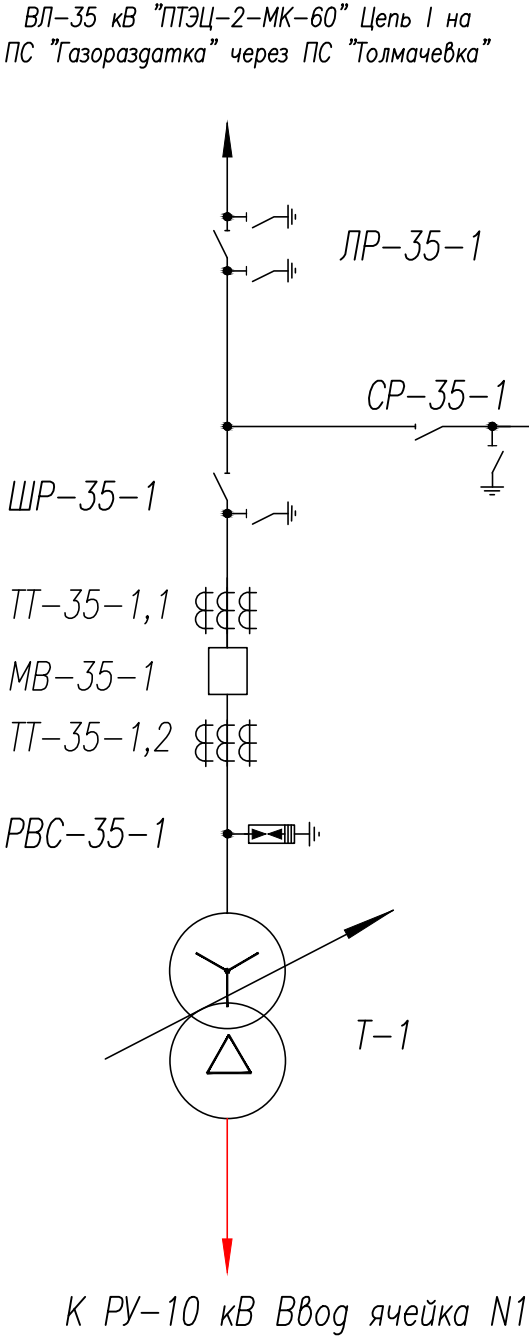 ВЛ-35 кВ "ПТЭЦ-2-МК-60" Цепь I на
ПС "Газораздатка" через ПС "Толмачевка"
ЛР-35-1
СР-35-1
ШР-35-1
ТТ-35-1,1
МВ-35-1
ТТ-35-1,2
РВС-35-1
Т-1
К РУ-10 кВ Ввод ячейка N1